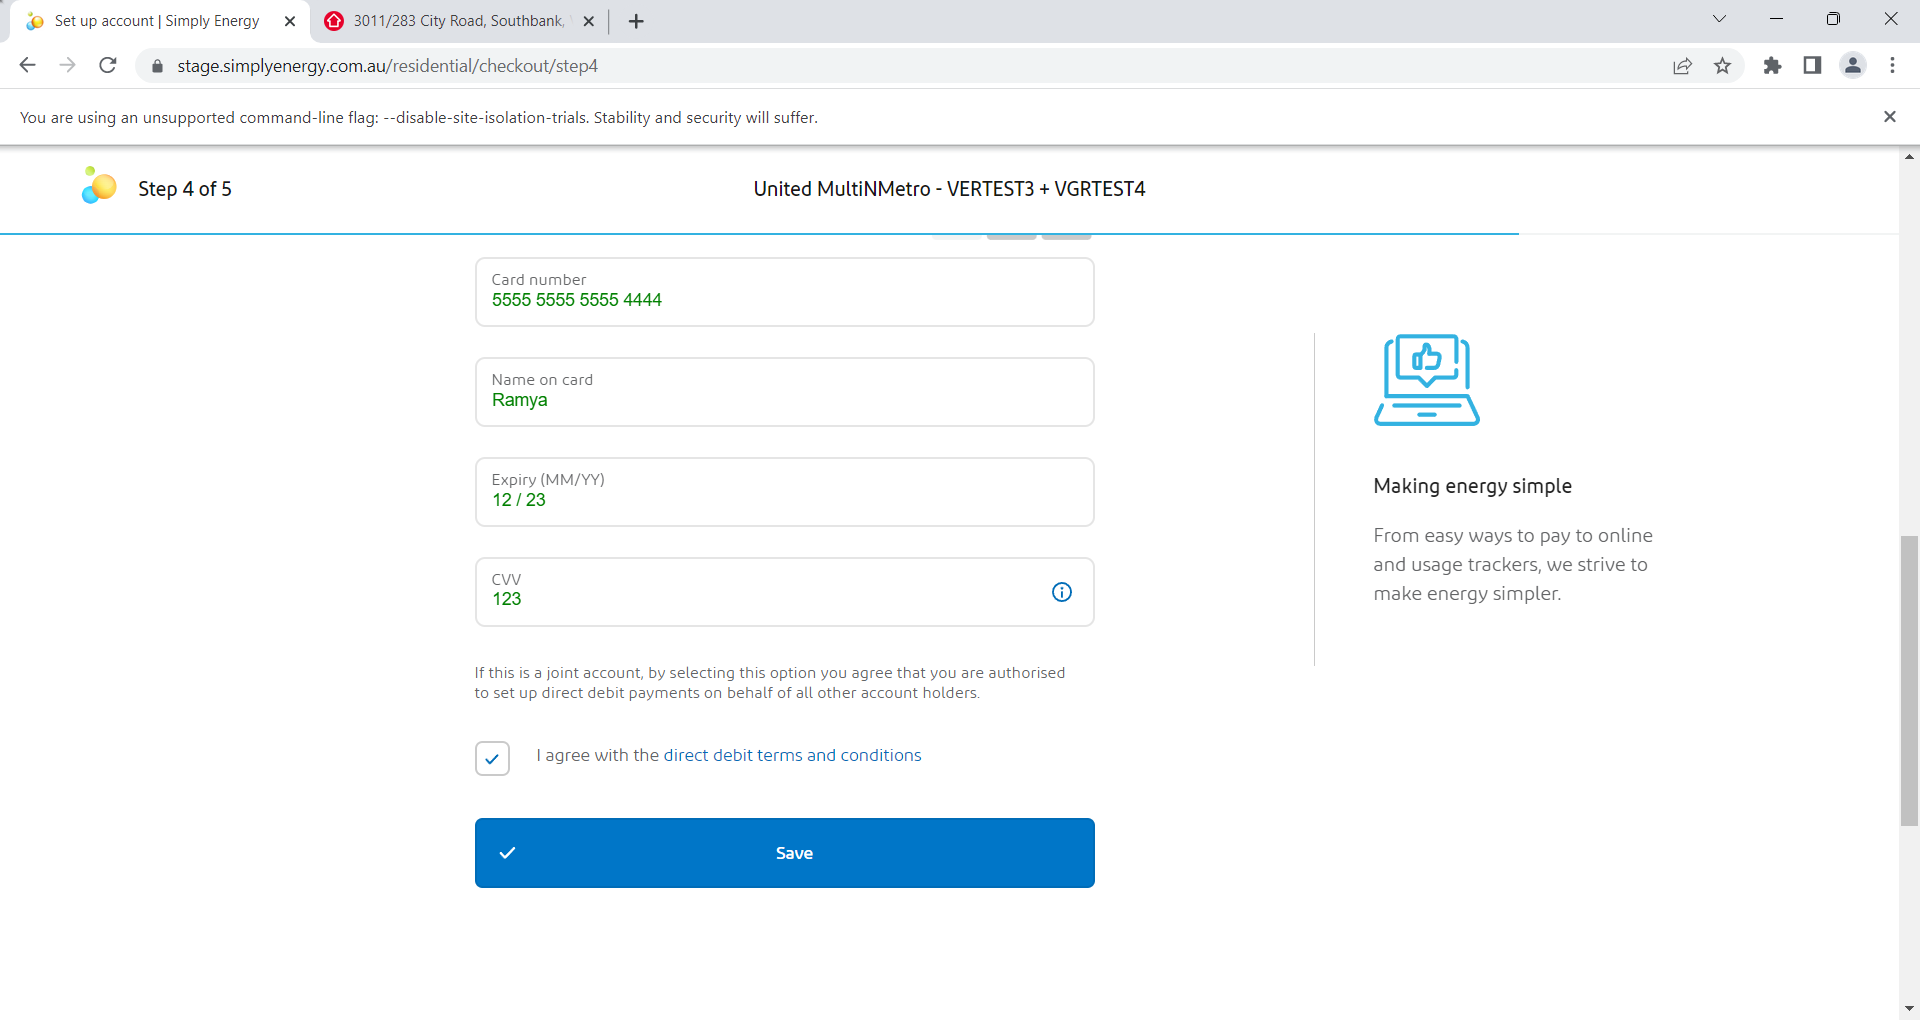 Set up account | Simply Energy
3011/283 City Road, Southbank,
stage.simplyenergy.com.au/residential/checkout/step4
You are using an unsupported command-line flag: --disable-site-isolation-trials. Stability and security will suffer.
Step 4 of 5
United MultiNMetro - VERTEST3 + VGRTEST4
Card number
5555 5555 5555 4444
Name on card
Ramya
Expiry (MM/YY)
12 / 23
CVV
123
If this is a joint account, by selecting this option you agree that you are authorised
to set up direct debit payments on behalf of all other account holders.
I agree with the direct debit terms and conditions
Save
Making energy simple
From easy ways to pay to online
and usage trackers, we strive to
make energy simpler.